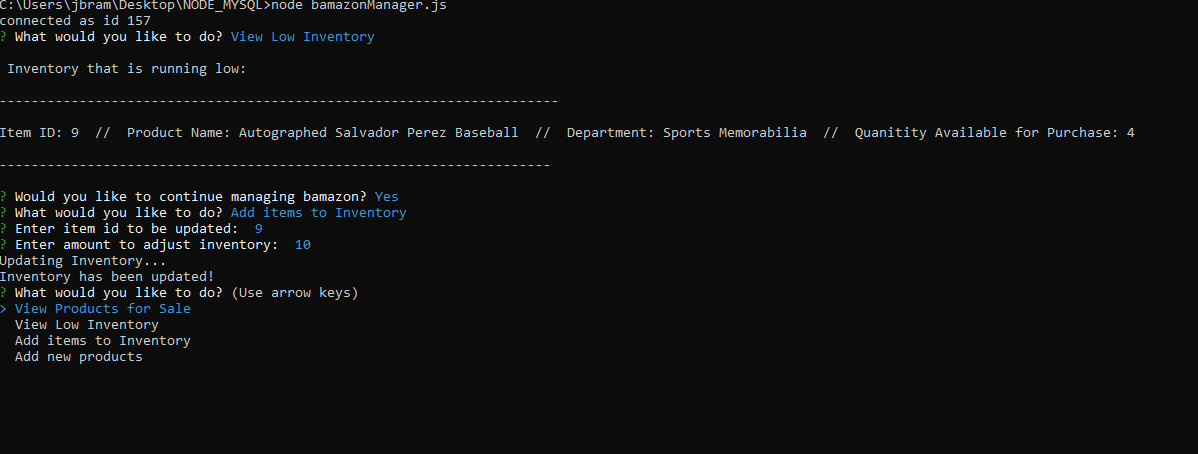 C:\Users\jbram\Desktop\NODE_MYSQL>node bamazonManager.js
connected as id 157
? What would you like to do? View Low Inventory
Inventory that is running low:
----------------------------------------------------------------------
Item ID: 9  //  Product Name: Autographed Salvador Perez Baseball  //  Department: Sports Memorabilia  //  Quanitity Available for Purchase: 4
---------------------------------------------------------------------
? Would you like to continue managing bamazon? Yes
? What would you like to do? Add items to Inventory
? Enter item id to be updated:  9
? Enter amount to adjust inventory:  10
Updating Inventory...
Inventory has been updated!
? What would you like to do? (Use arrow keys)
> View Products for Sale
  View Low Inventory
  Add items to Inventory
  Add new products